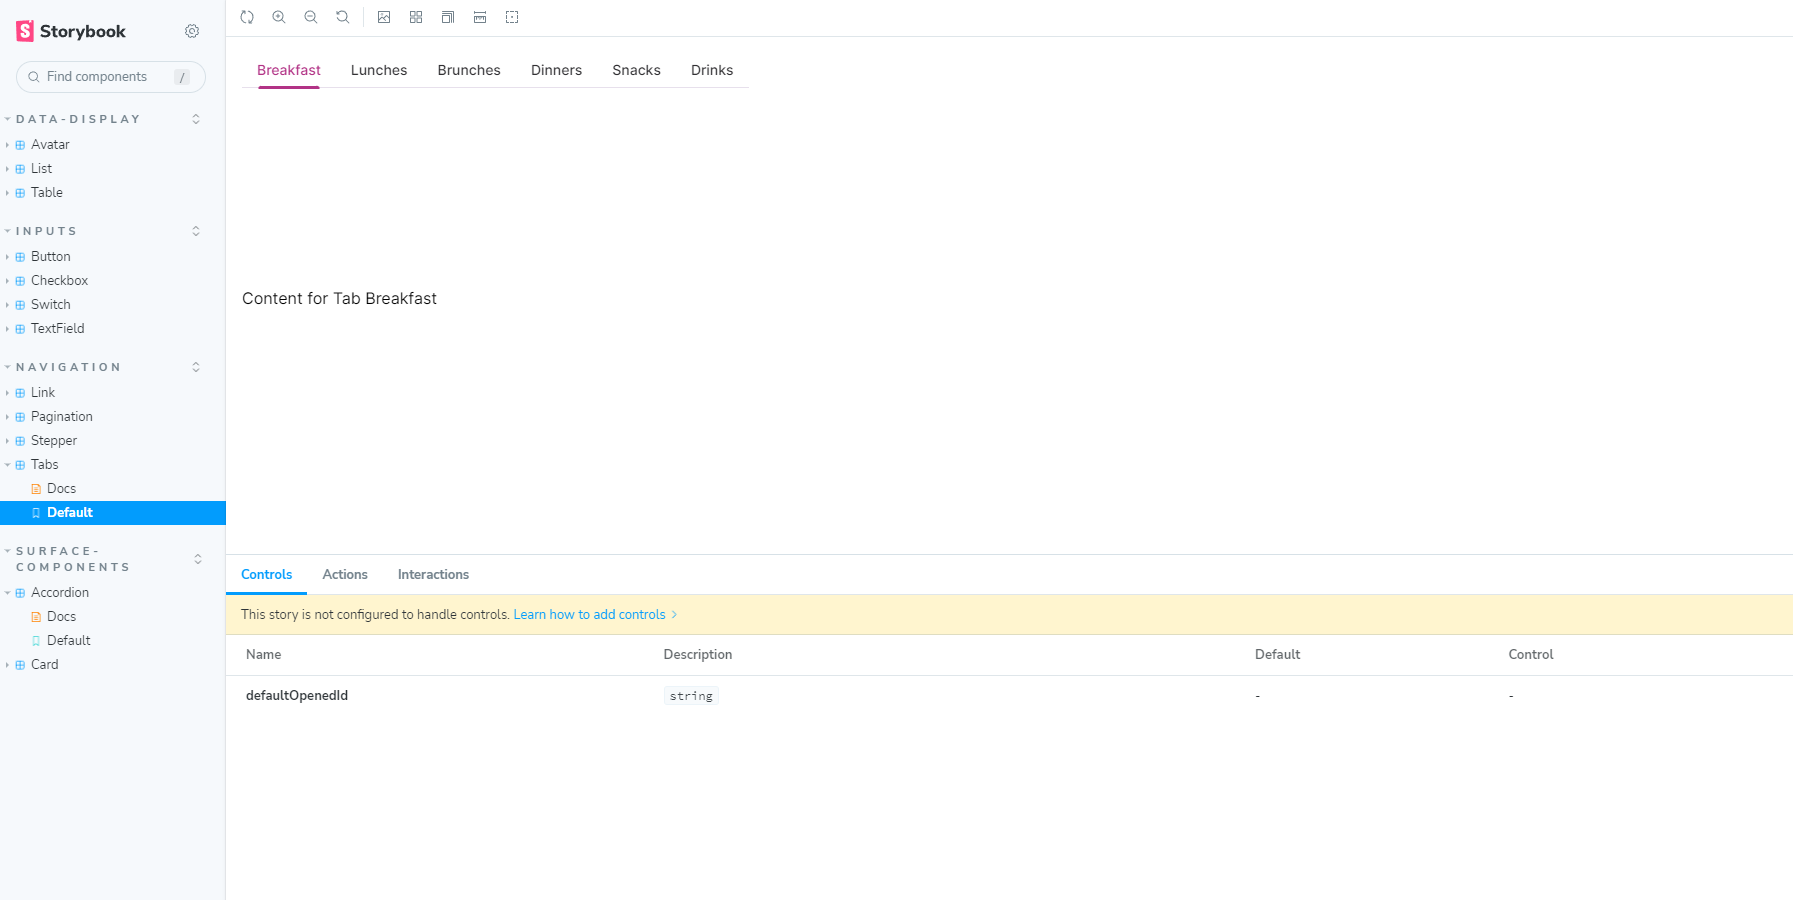 Storybook
Find components /
DATA-DISPLAY
Avatar
List
Table
INPUTS
Button
Checkbox
Switch
TextField
NAVIGATION
Link
Pagination
Stepper
Tabs
Docs
Default
SURFACE-
COMPONENTS
Accordion
Docs
Default
Card
Breakfast Lunches Brunches Dinners Snacks Drinks
Content for Tab Breakfast
Controls Actions Interactions
This story is not configured to handle controls. Learn how to add controls
Name Description Default Control
defaultOpenedId string - -